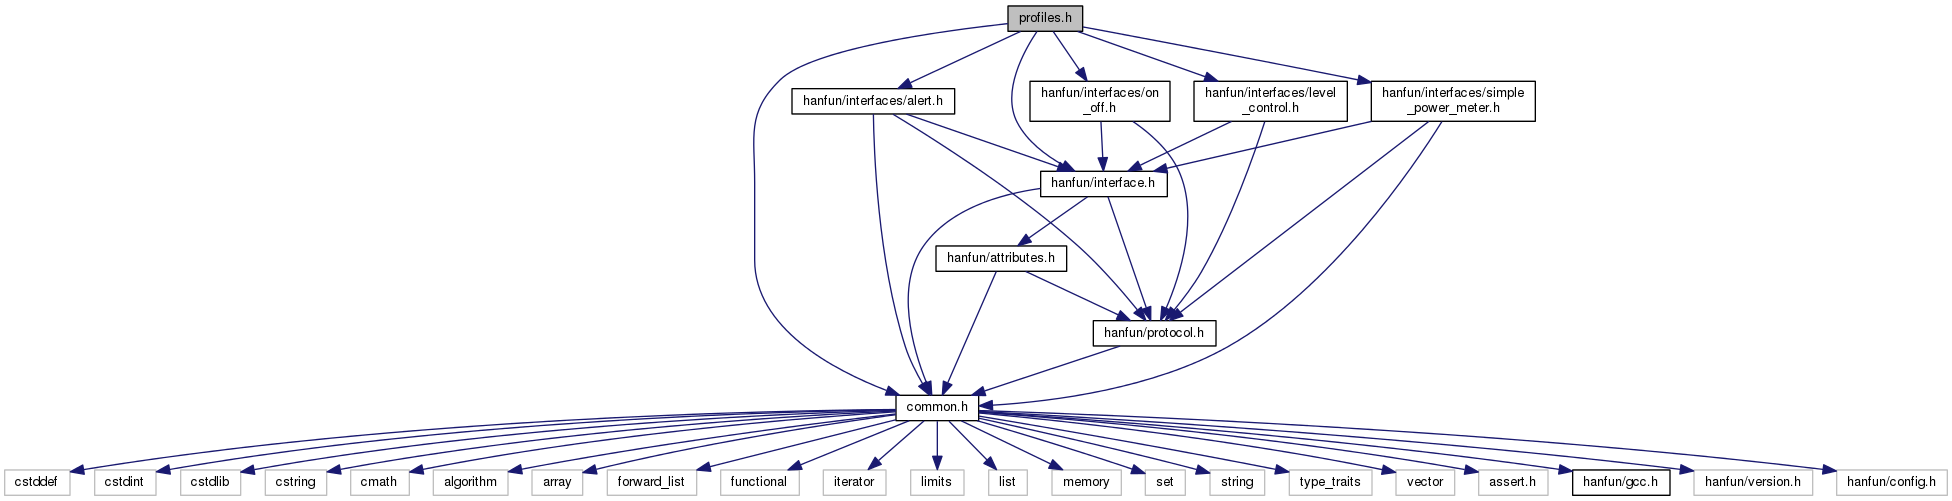 profiles.h
hanfun/interfaces/alert.h
hanfun/interfaces/on
_off.h
hanfun/interfaces/level
_control.h
hanfun/interfaces/simple
_power_meter.h
hanfun/interface.h
hanfun/attributes.h
hanfun/protocol.h
common.h
cstddef
cstdint
cstdlib
cstring
cmath
algorithm
array
forward_list
functional
iterator
limits
list
memory
set
string
type_traits
vector
assert.h
hanfun/gcc.h
hanfun/version.h
hanfun/config.h